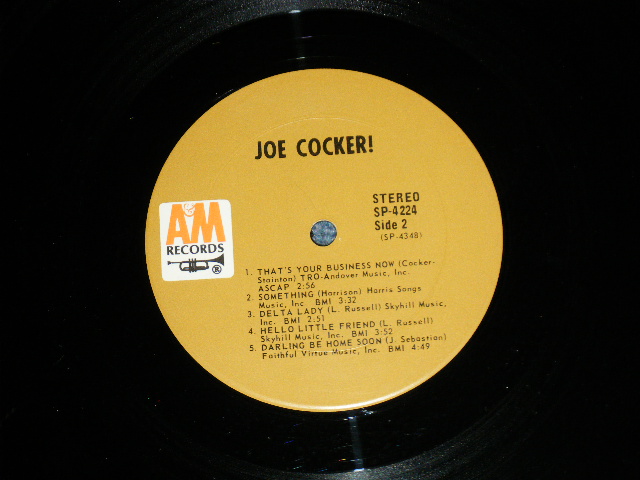 JOE COCKER!
STEREO
SP-4224
Side 2
(SP-4348)
A&M
RECORDS
®
1. THAT'S YOUR BUSINESS NOW (Cocker-
Stainton) TRO-Andover Music, Inc.
ASCAP 2:56
2. SOMETHING (Harrison) Harris Songs
Music, Inc BMI 3:32
3. DELTA LADY (L. Russell) Skyhill Music,
Inc. BMI 2:51
4. HELLO LITTLE FRIEND (L. Russell)
Skyhill Music, Inc. BMI 3:52
5. DARLING BE HOME SOON (J. Sebastian)
Faithful Virtue Music, Inc. BMI 4:49